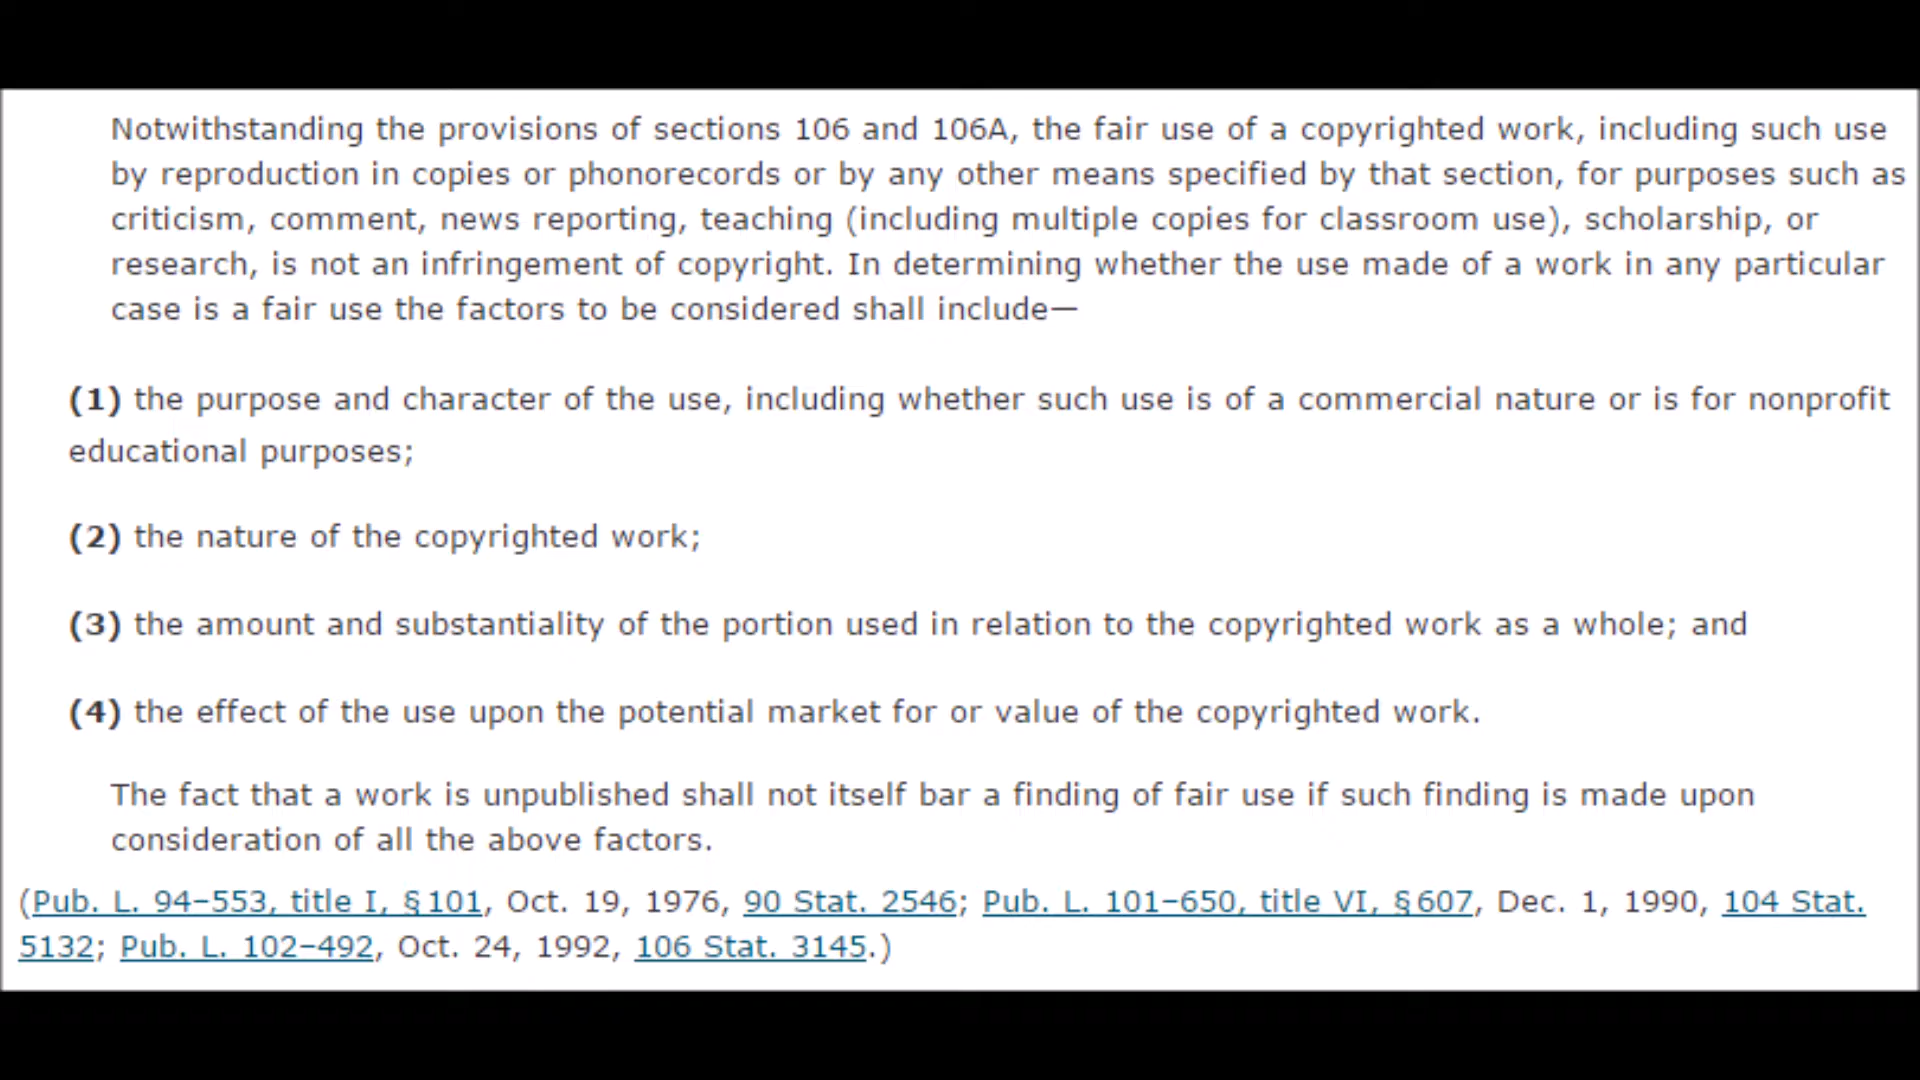 Notwithstanding the provisions of sections 106 and 106A, the fair use of a copyrighted work, including such use
by reproduction in copies or phonorecords or by any other means specified by that section, for purposes such as
criticism, comment, news reporting, teaching (including multiple copies for classroom use), scholarship, or
research, is not an infringement of copyright. In determining whether the use made of a work in any particular
case is a fair use the factors to be considered shall include—
(1) the purpose and character of the use, including whether such use is of a commercial nature or is for nonprofit
educational purposes;
(2) the nature of the copyrighted work;
(3) the amount and substantiality of the portion used in relation to the copyrighted work as a whole; and
(4) the effect of the use upon the potential market for or value of the copyrighted work.
The fact that a work is unpublished shall not itself bar a finding of fair use if such finding is made upon
consideration of all the above factors.
(Pub. L. 94–553, title I, § 101, Oct. 19, 1976, 90 Stat. 2546; Pub. L. 101–650, title VI, § 607, Dec. 1, 1990, 104 Stat.
5132; Pub. L. 102–492, Oct. 24, 1992, 106 Stat. 3145.)